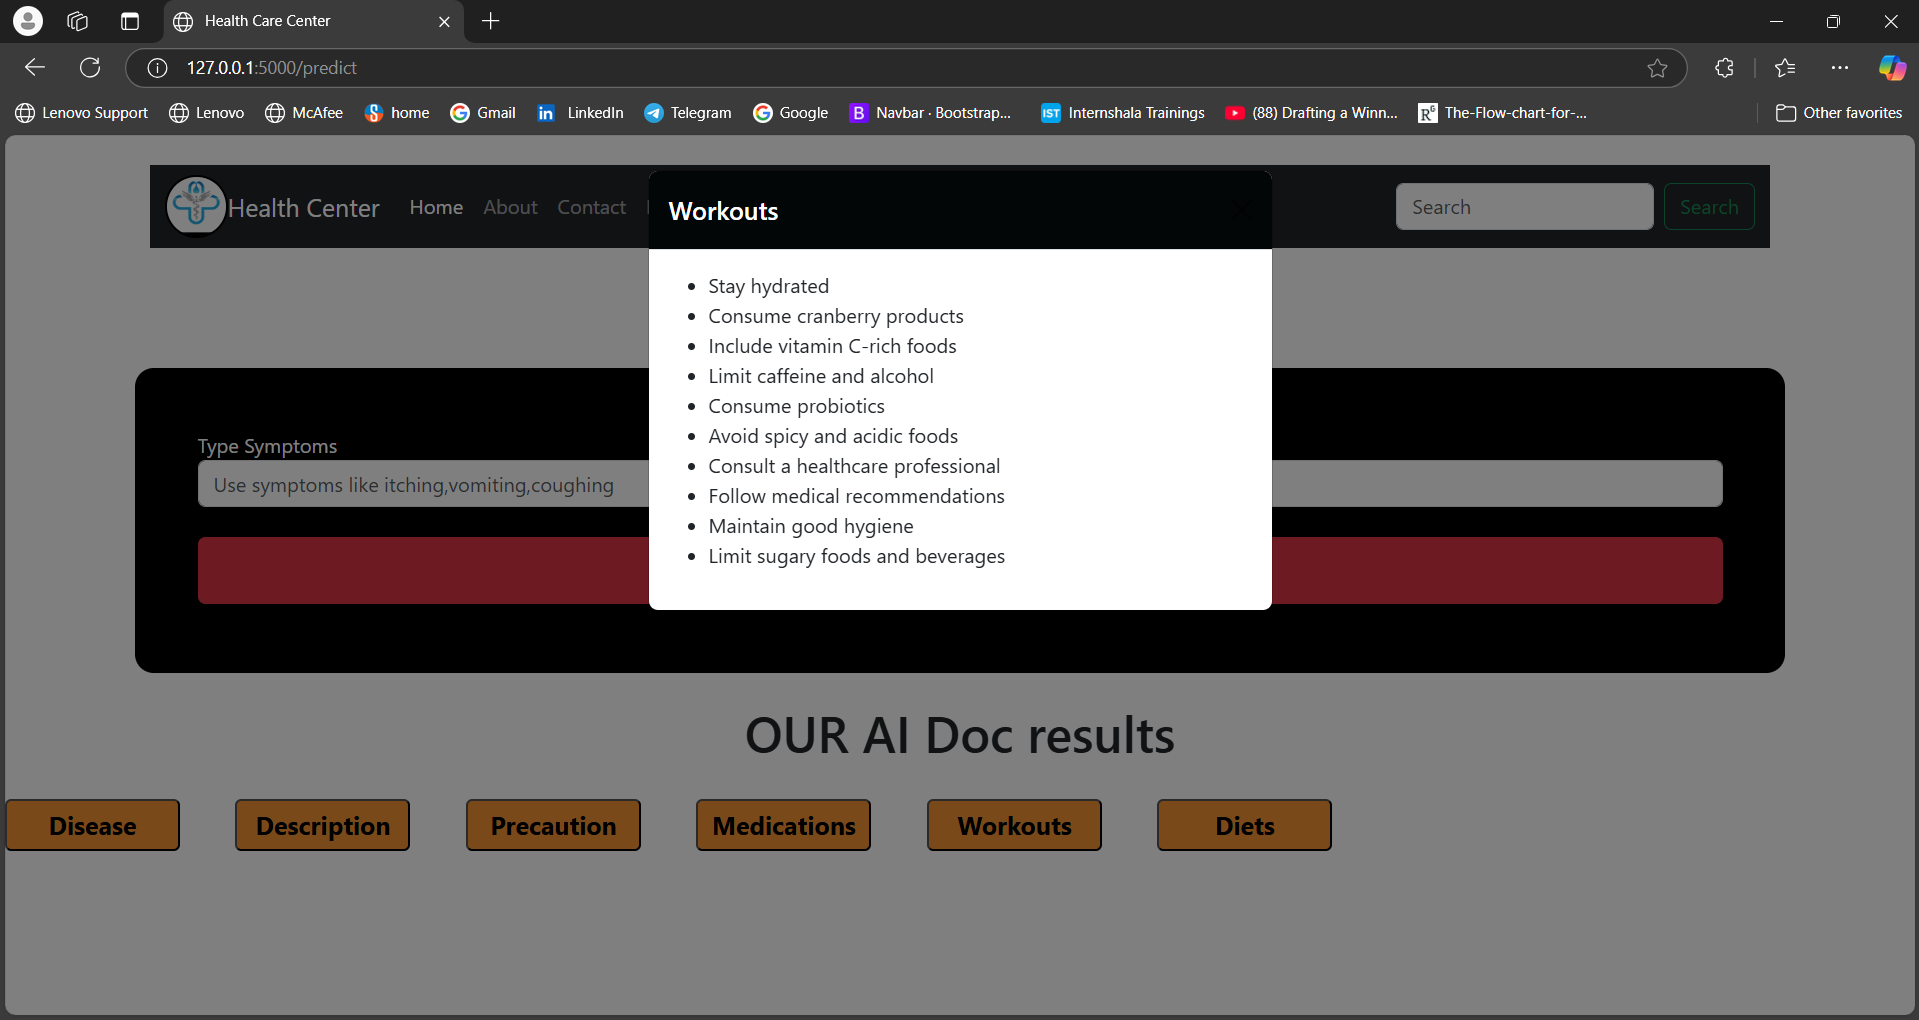 Health Care Center
127.0.0.1:5000/predict
Lenovo Support Lenovo McAfee home Gmail LinkedIn Telegram Google Navbar · Bootstrap... Internshala Trainings (88) Drafting a Winn... The-Flow-chart-for-... Other favorites
Health Center Home About Contact Search Search
Workouts
Stay hydrated
Consume cranberry products
Include vitamin C-rich foods
Limit caffeine and alcohol
Consume probiotics
Avoid spicy and acidic foods
Consult a healthcare professional
Follow medical recommendations
Maintain good hygiene
Limit sugary foods and beverages
Type Symptoms
Use symptoms like itching,vomiting,coughing
OUR AI Doc results
Disease Description Precaution Medications Workouts Diets